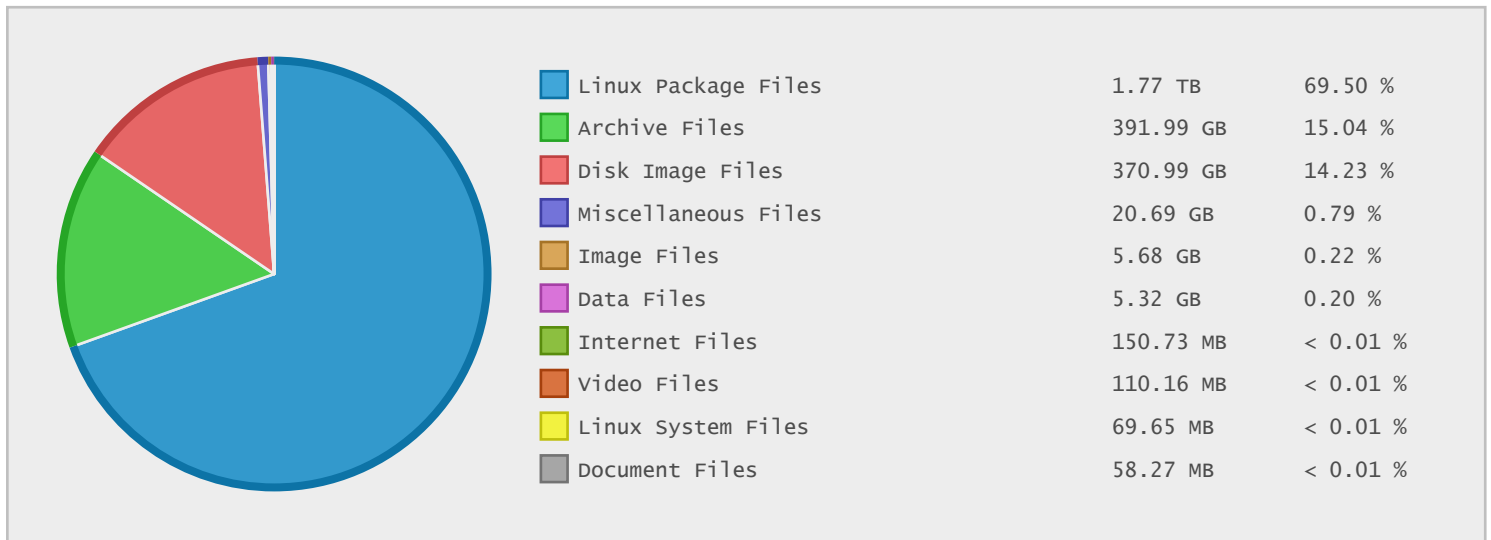 Linux Package Files 1.77 TB 69.50 %
Archive Files 391.99 GB 15.04 %
Disk Image Files 370.99 GB 14.23 %
Miscellaneous Files 20.69 GB 0.79 %
Image Files 5.68 GB 0.22 %
Data Files 5.32 GB 0.20 %
Internet Files 150.73 MB < 0.01 %
Video Files 110.16 MB < 0.01 %
Linux System Files 69.65 MB < 0.01 %
Document Files 58.27 MB < 0.01 %